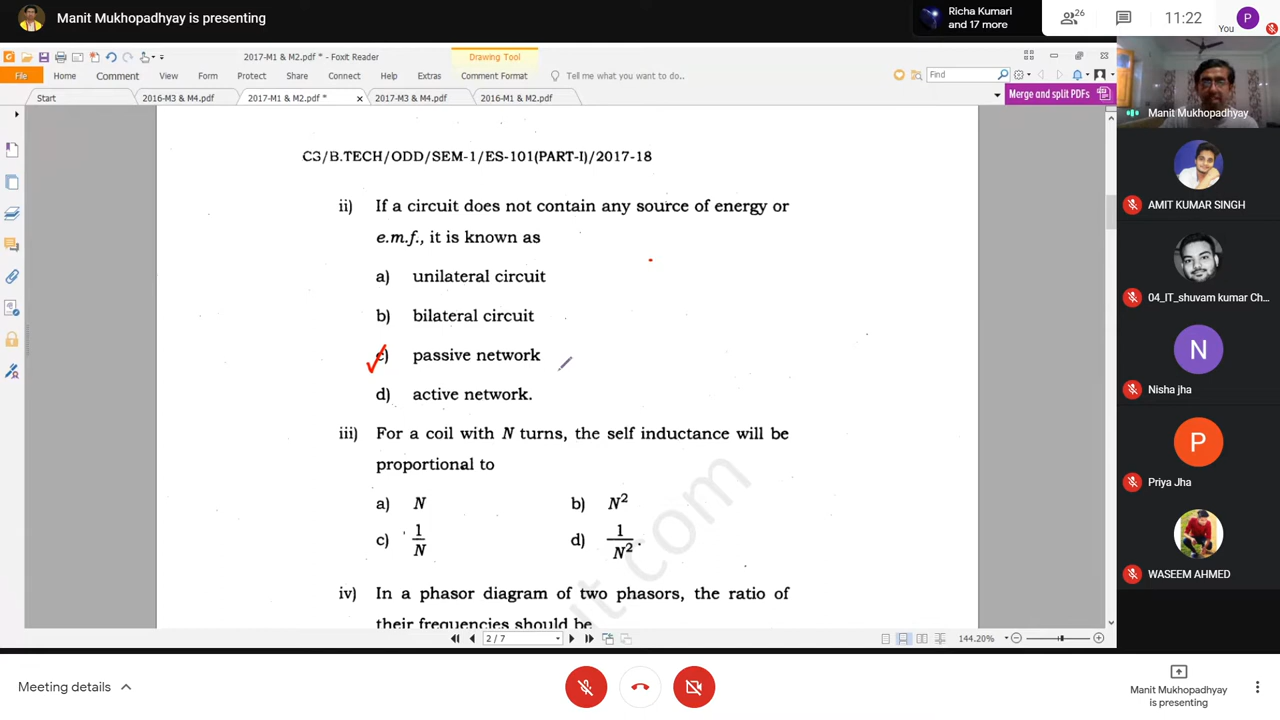 Manit Mukhopadhyay is presenting
Richa Kumari
and 17 more
26
11:22
You
P
2017-M1 & M2.pdf * - Foxit Reader
Drawing Tool
File
Home
Comment
View
Form
Protect
Share
Connect
Help
Extras
Comment Format
Tell me what you want to do...
Find
Start
2016-M3 & M4.pdf
2017-M1 & M2.pdf *
2017-M3 & M4.pdf
2016-M1 & M2.pdf
Merge and split PDFs
CS/B.TECH/ODD/SEM-1/ES-101(PART-I)/2017-18
ii) If a circuit does not contain any source of energy or
e.m.f., it is known as
a) unilateral circuit
b) bilateral circuit
c) passive network
d) active network.
iii) For a coil with N turns, the self inductance will be
proportional to
a) N b) N²
c) 1/N d) 1/N².
iv) In a phasor diagram of two phasors, the ratio of
their frequencies should be
com
2 / 7
144.20%
Manit Mukhopadhyay
AMIT KUMAR SINGH
04_IT_shuvam kumar Ch...
N
Nisha jha
P
Priya Jha
WASEEM AHMED
Meeting details
Manit Mukhopadhyay
is presenting